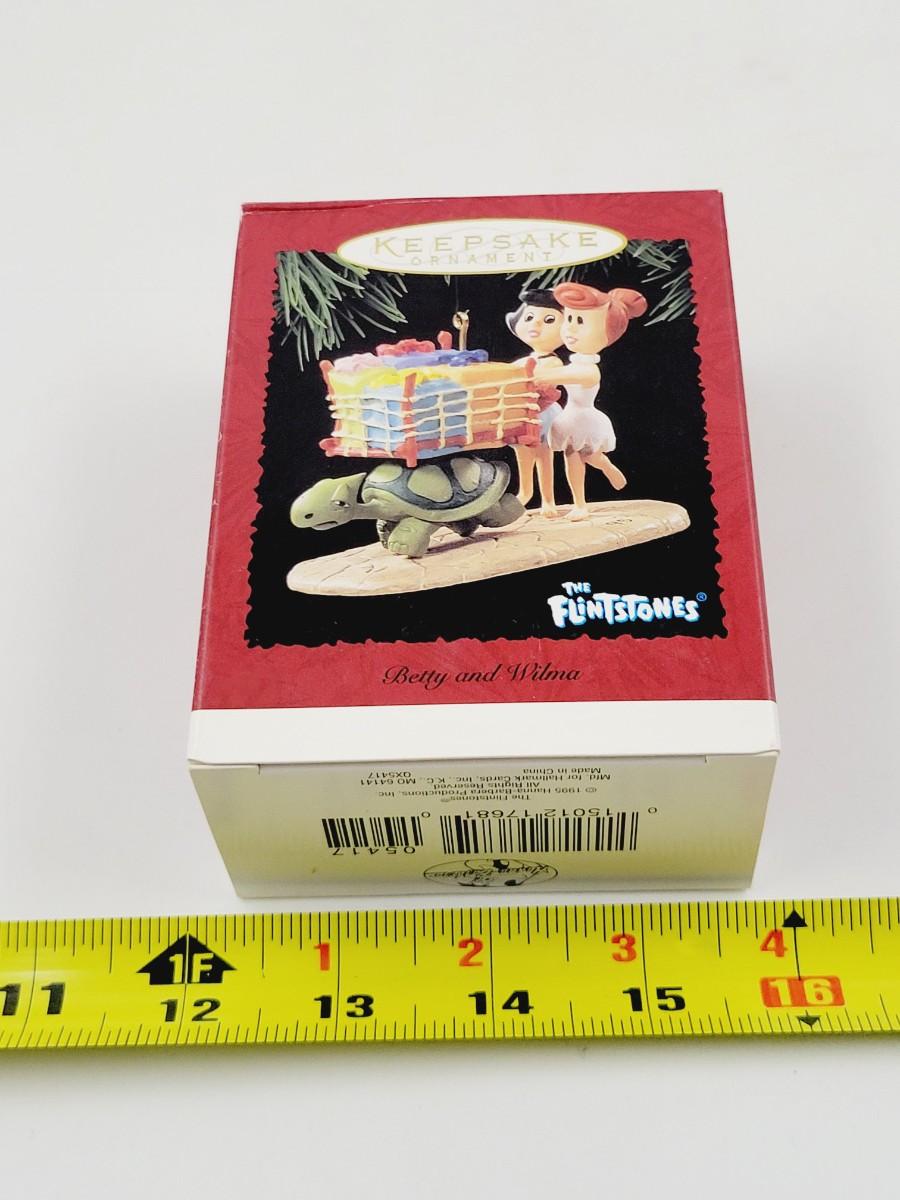 KEEPSAKE
ORNAMENT
THE
FLINTSTONES®
Betty and Wilma
The Flintstones®
© 1995 Hanna-Barbera Productions, Inc.
All Rights Reserved
Mfd. for Hallmark Cards, Inc., K.C., MO 64141
Made in China QX5417
0 15012 17681 0
05417
1F 1 2 3 4
11 12 13 14 15 16